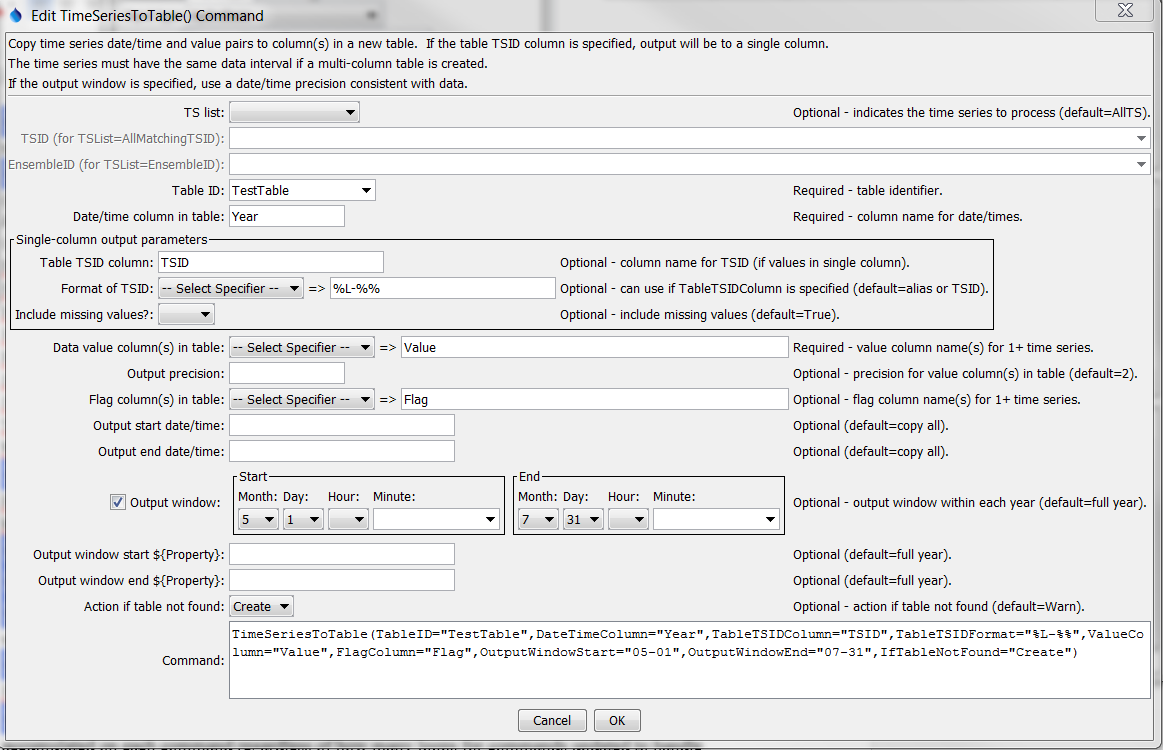 Edit TimeSeriesToTable() Command
Copy time series date/time and value pairs to column(s) in a new table.  If the table TSID column is specified, output will be to a single column.
The time series must have the same data interval if a multi-column table is created.
If the output window is specified, use a date/time precision consistent with data.
TS list: Optional - indicates the time series to process (default=AllTS).
TSID (for TSList=AllMatchingTSID):
EnsembleID (for TSList=EnsembleID):
Table ID: TestTable Required - table identifier.
Date/time column in table: Year Required - column name for date/times.
Single-column output parameters
Table TSID column: TSID Optional - column name for TSID (if values in single column).
Format of TSID: -- Select Specifier -- => %L-%% Optional - can use if TableTSIDColumn is specified (default=alias or TSID).
Include missing values?: Optional - include missing values (default=True).
Data value column(s) in table: -- Select Specifier -- => Value Required - value column name(s) for 1+ time series.
Output precision: Optional - precision for value column(s) in table (default=2).
Flag column(s) in table: -- Select Specifier -- => Flag Optional - flag column name(s) for 1+ time series.
Output start date/time: Optional (default=copy all).
Output end date/time: Optional (default=copy all).
Start End
Month: Day: Hour: Minute: Month: Day: Hour: Minute:
Output window: 5 1 7 31 Optional - output window within each year (default=full year).
Output window start ${Property}: Optional (default=full year).
Output window end ${Property}: Optional (default=full year).
Action if table not found: Create Optional - action if table not found (default=Warn).
Command: TimeSeriesToTable(TableID="TestTable",DateTimeColumn="Year",TableTSIDColumn="TSID",TableTSIDFormat="%L-%%",ValueCo
lumn="Value",FlagColumn="Flag",OutputWindowStart="05-01",OutputWindowEnd="07-31",IfTableNotFound="Create")
Cancel OK